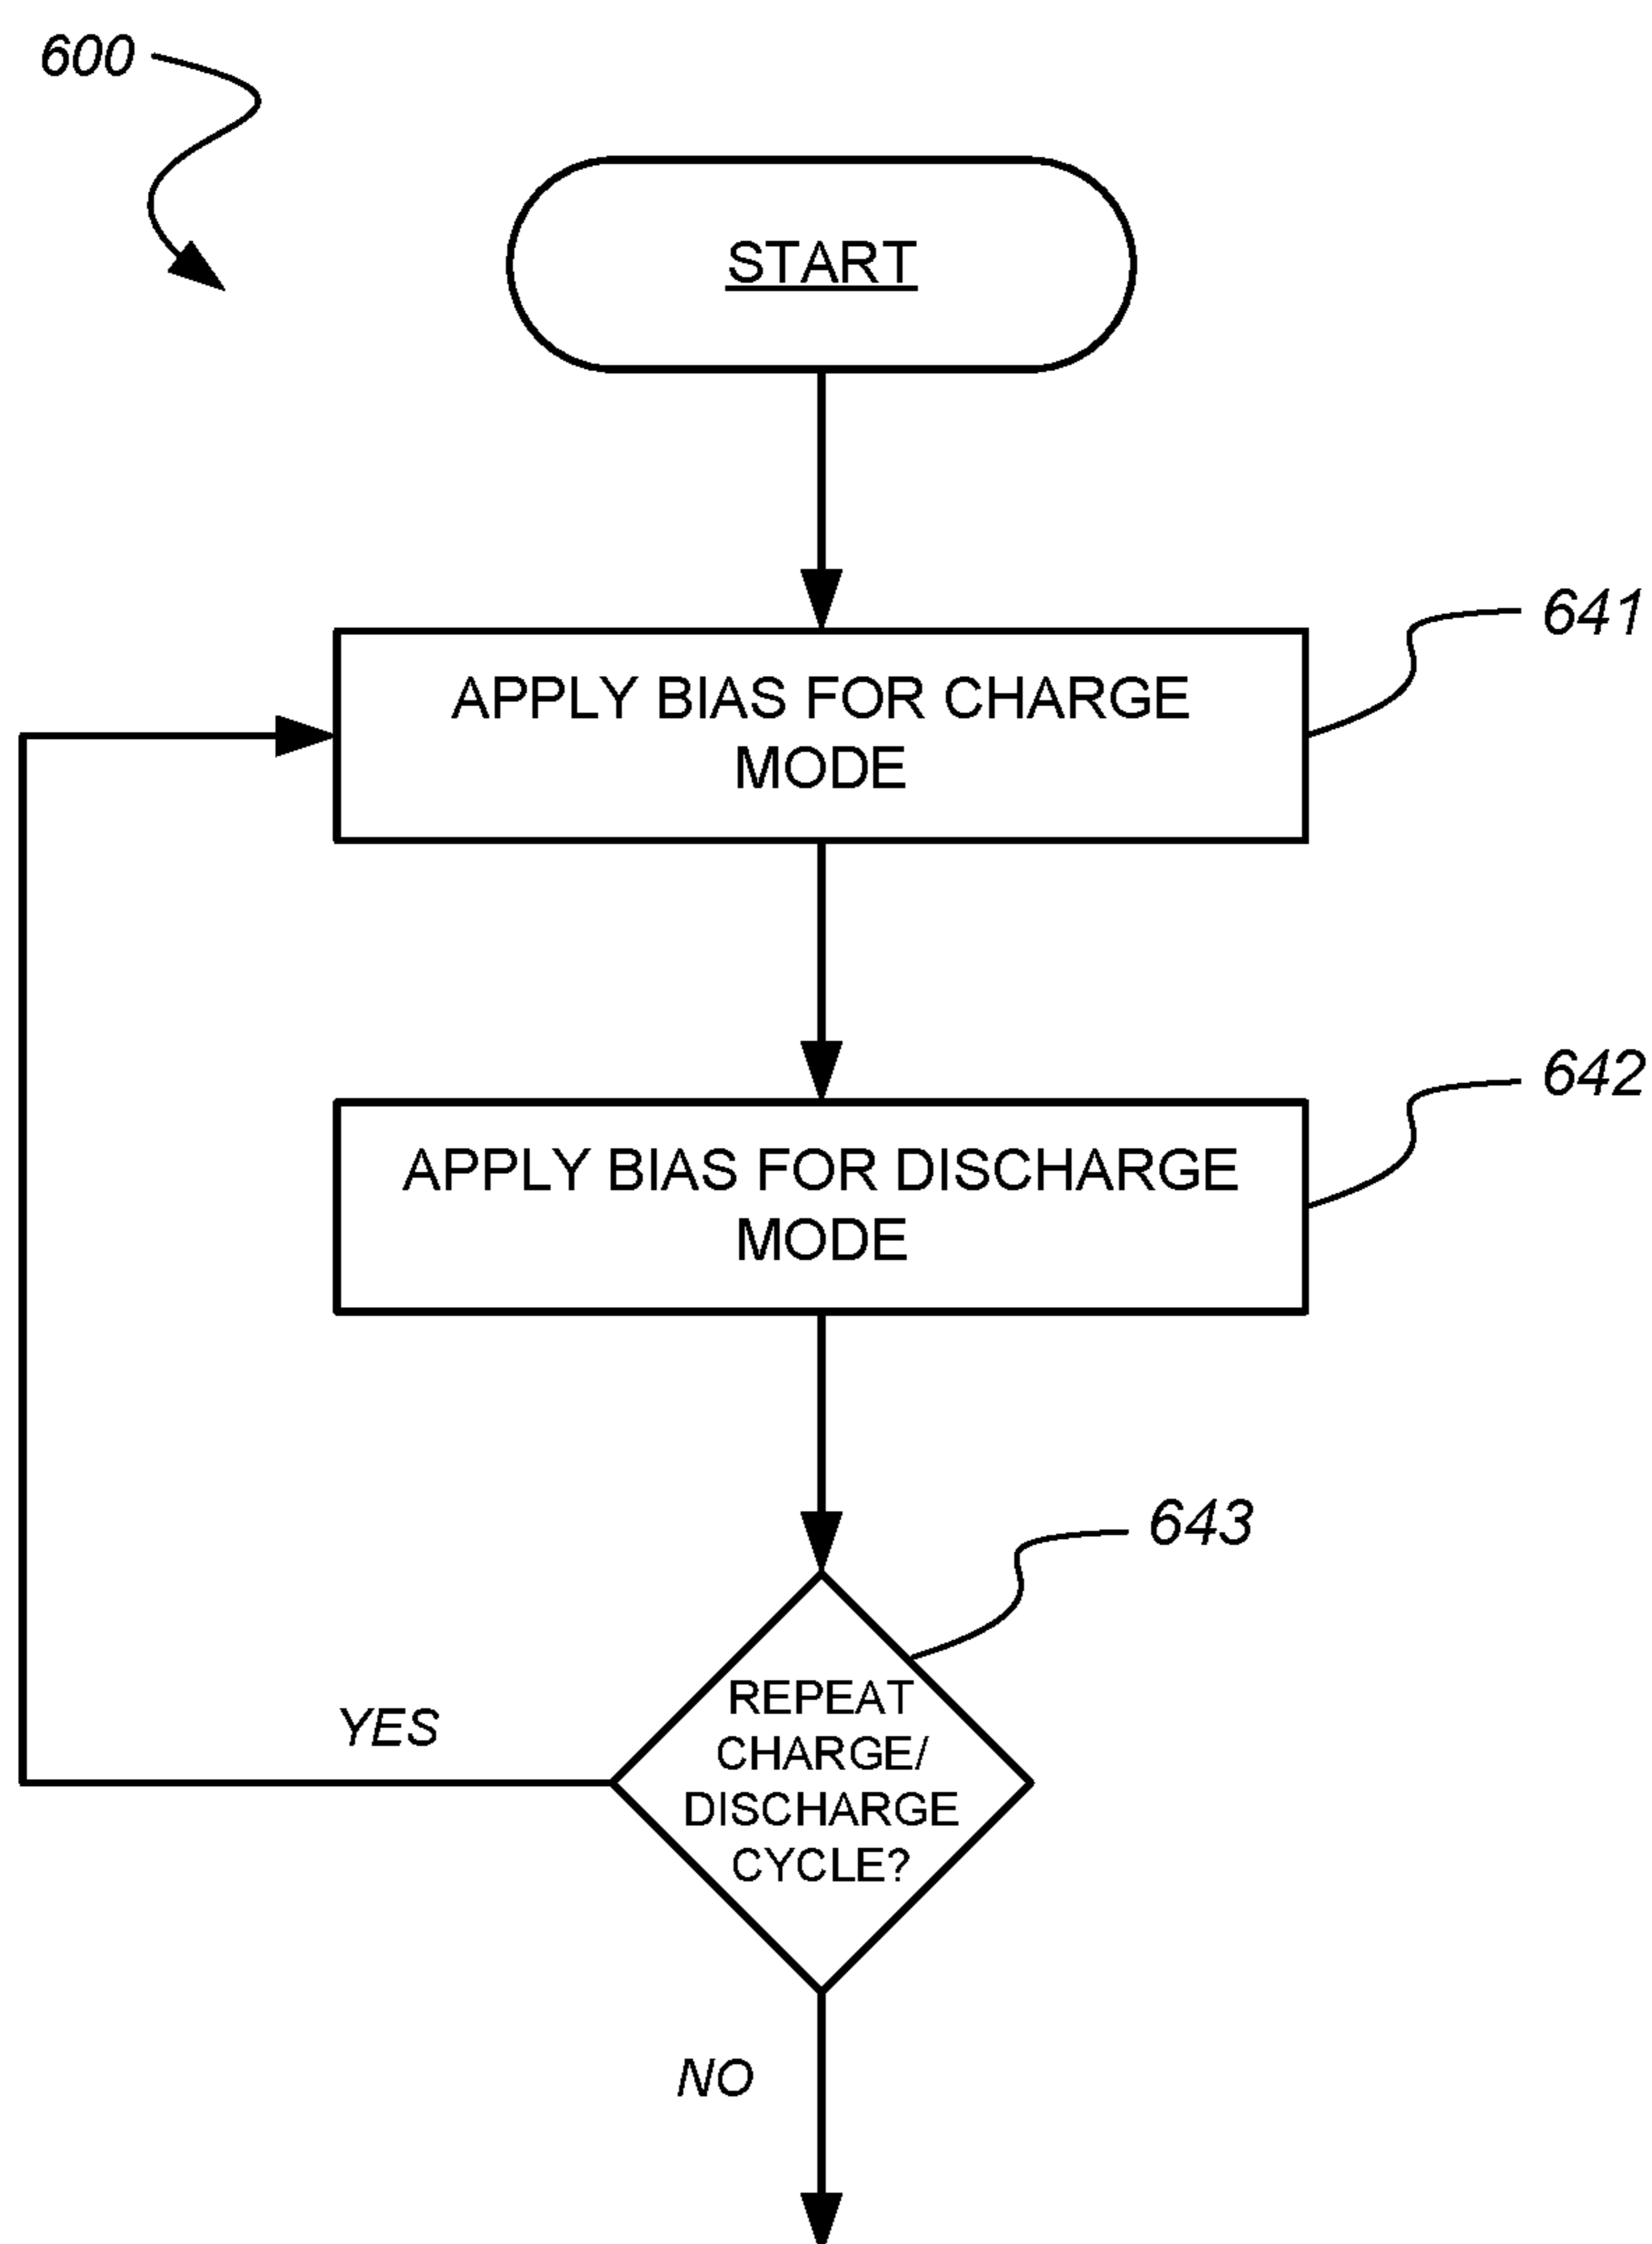 600
START
641
APPLY BIAS FOR CHARGE
MODE
642
APPLY BIAS FOR DISCHARGE
MODE
643
REPEAT
CHARGE/
DISCHARGE
CYCLE?
YES
NO